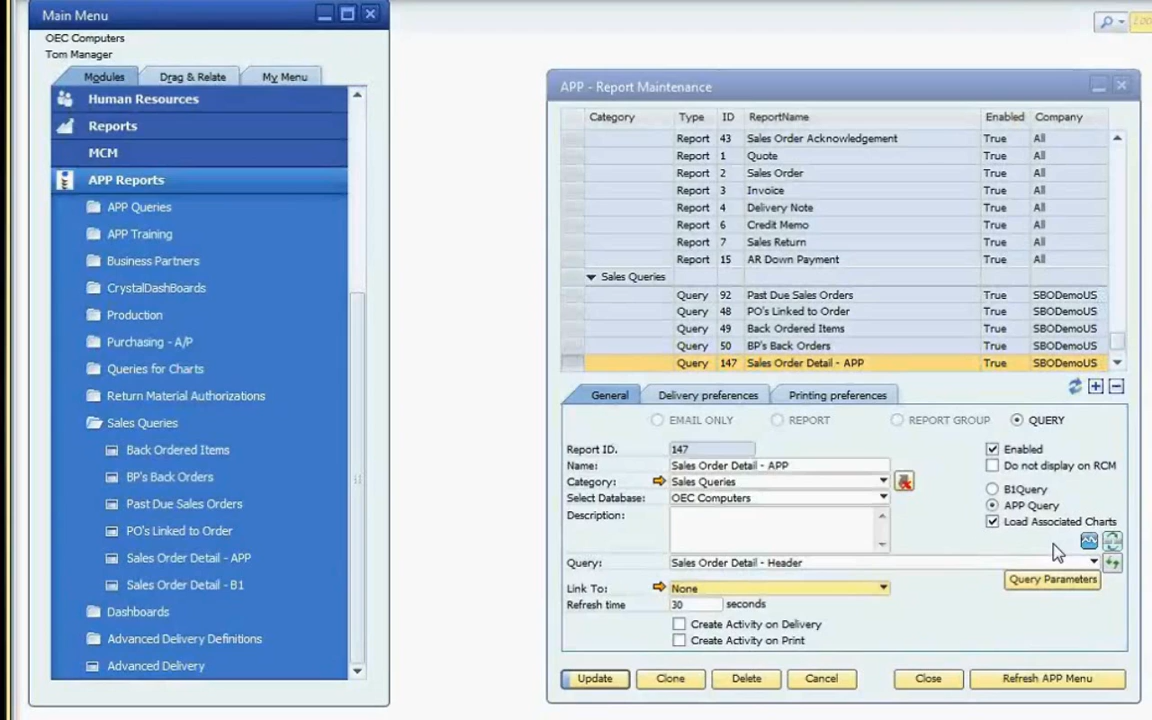 Main Menu
OEC Computers
Tom Manager
Modules Drag & Relate My Menu
Human Resources
Reports
MCM
APP Reports
APP Queries
APP Training
Business Partners
CrystalDashBoards
Production
Purchasing - A/P
Queries for Charts
Return Material Authorizations
Sales Queries
Back Ordered Items
BP's Back Orders
Past Due Sales Orders
PO's Linked to Order
Sales Order Detail - APP
Sales Order Detail - B1
Dashboards
Advanced Delivery Definitions
Advanced Delivery
APP - Report Maintenance
Category Type ID ReportName Enabled Company
Report 43 Sales Order Acknowledgement True All
Report 1 Quote True All
Report 2 Sales Order True All
Report 3 Invoice True All
Report 4 Delivery Note True All
Report 6 Credit Memo True All
Report 7 Sales Return True All
Report 15 AR Down Payment True All
Sales Queries
Query 92 Past Due Sales Orders True SBODemoUS
Query 48 PO's Linked to Order True SBODemoUS
Query 49 Back Ordered Items True SBODemoUS
Query 50 BP's Back Orders True SBODemoUS
Query 147 Sales Order Detail - APP True SBODemoUS
General Delivery preferences Printing preferences
EMAIL ONLY REPORT REPORT GROUP QUERY
Report ID. 147 Enabled
Name: Sales Order Detail - APP Do not display on RCM
Category: Sales Queries B1Query
Select Database: OEC Computers APP Query
Description: Load Associated Charts
Query: Sales Order Detail - Header
Query Parameters
Link To: None
Refresh time 30 seconds
Create Activity on Delivery
Create Activity on Print
Update Clone Delete Cancel Close Refresh APP Menu